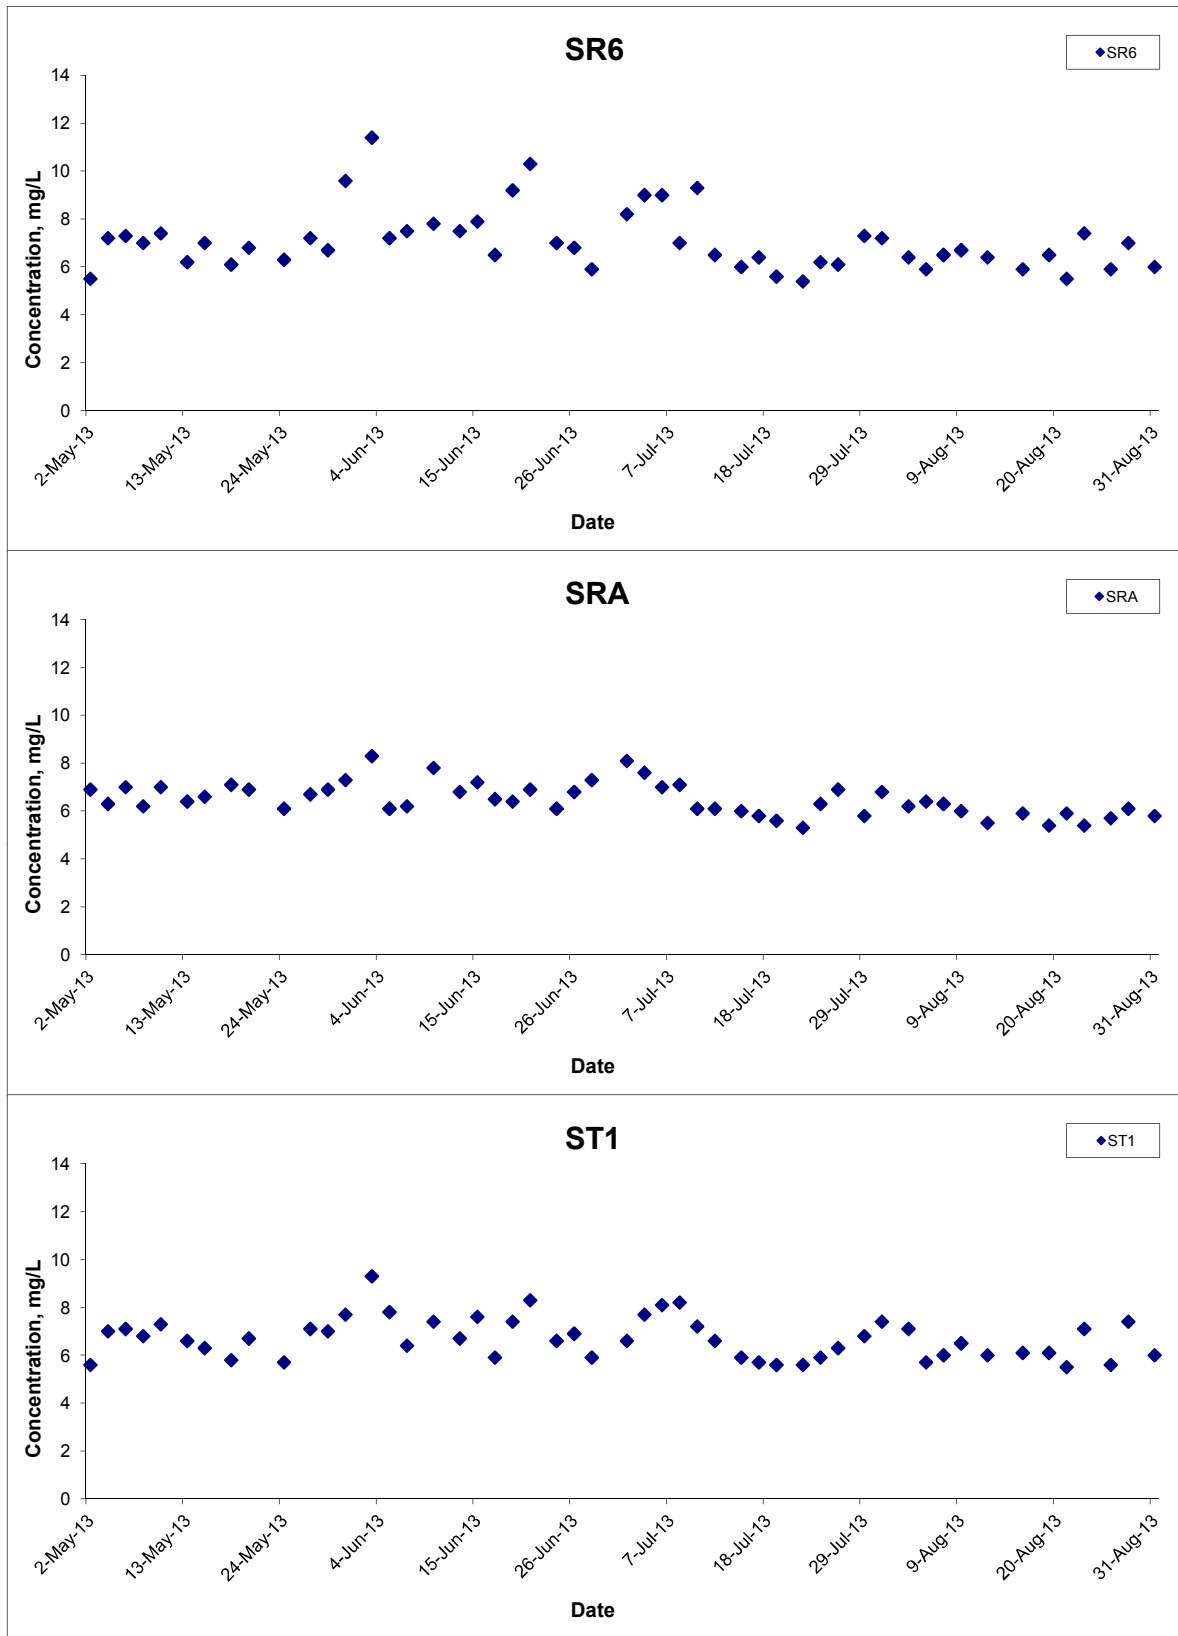 SR6
SR6
Concentration, mg/L
14
12
10
8
6
4
2
0
2-May-13
13-May-13
24-May-13
4-Jun-13
15-Jun-13
26-Jun-13
7-Jul-13
18-Jul-13
29-Jul-13
9-Aug-13
20-Aug-13
31-Aug-13
Date
SRA
SRA
Concentration, mg/L
14
12
10
8
6
4
2
0
2-May-13
13-May-13
24-May-13
4-Jun-13
15-Jun-13
26-Jun-13
7-Jul-13
18-Jul-13
29-Jul-13
9-Aug-13
20-Aug-13
31-Aug-13
Date
ST1
ST1
Concentration, mg/L
14
12
10
8
6
4
2
0
2-May-13
13-May-13
24-May-13
4-Jun-13
15-Jun-13
26-Jun-13
7-Jul-13
18-Jul-13
29-Jul-13
9-Aug-13
20-Aug-13
31-Aug-13
Date